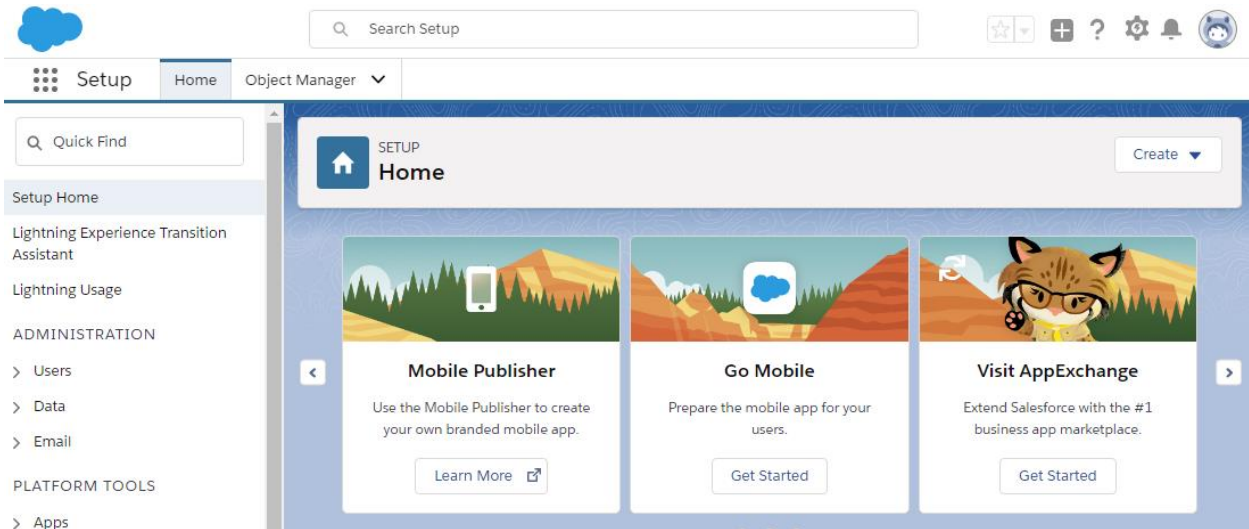 Search Setup
Setup
Home
Object Manager
Quick Find
Setup Home
Lightning Experience Transition
Assistant
Lightning Usage
ADMINISTRATION
Users
Data
Email
PLATFORM TOOLS
Apps
SETUP
Home
Create
Mobile Publisher
Use the Mobile Publisher to create
your own branded mobile app.
Learn More
Go Mobile
Prepare the mobile app for your
users.
Get Started
Visit AppExchange
Extend Salesforce with the #1
business app marketplace.
Get Started